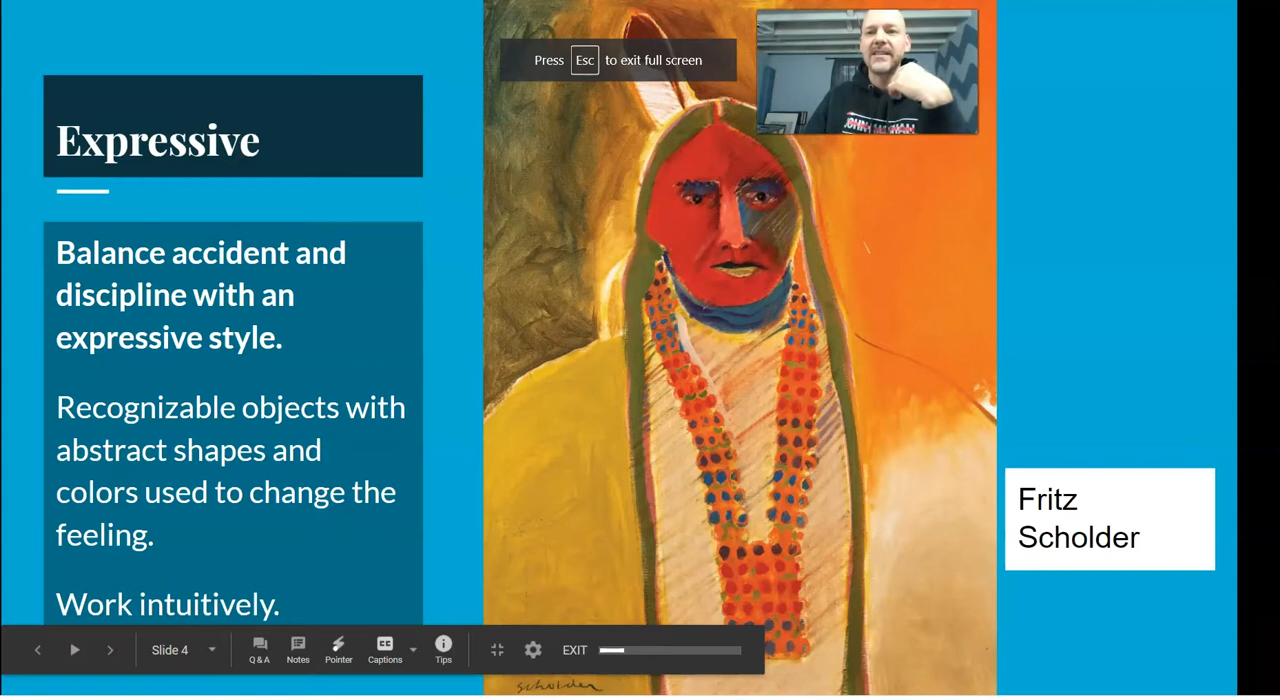 Expressive
Press Esc to exit full screen
Balance accident and
discipline with an
expressive style.
Recognizable objects with
abstract shapes and
colors used to change the
feeling.
Work intuitively.
Fritz
Scholder
Slide 4
Q & A
Notes
Pointer
CC
Captions
Tips
EXIT
scholder